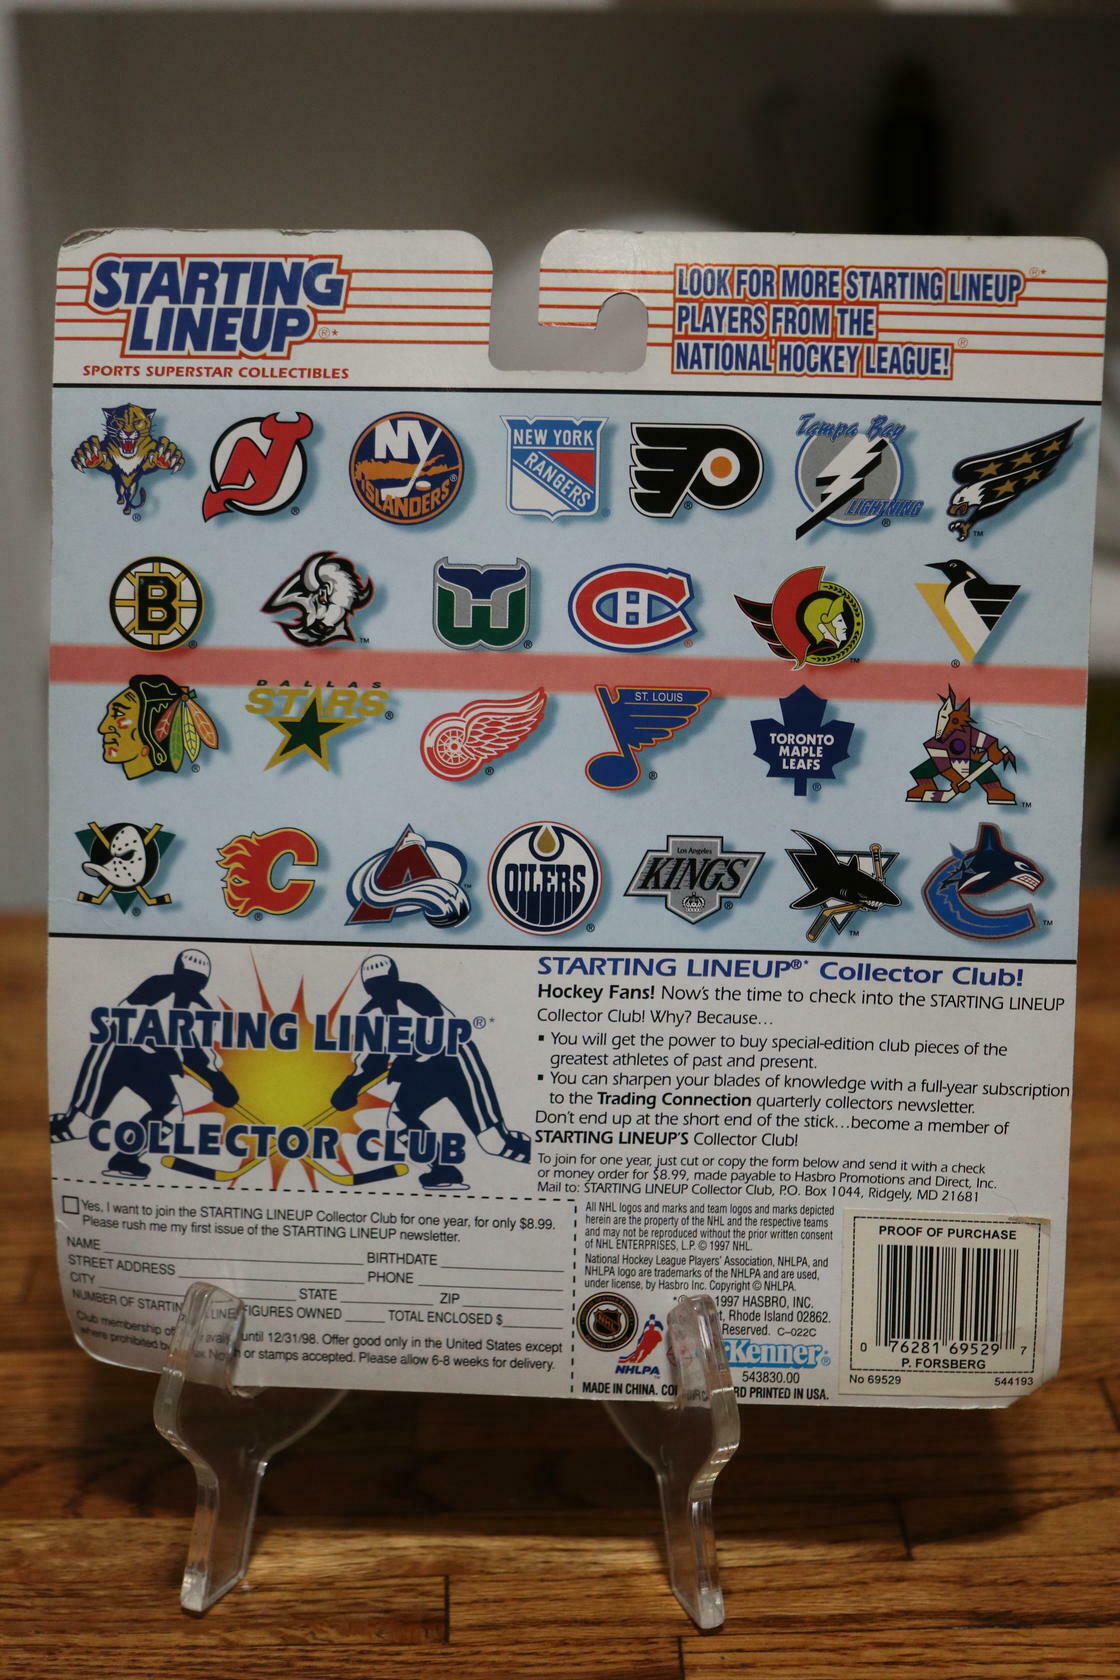 STARTING
LINEUP®*
SPORTS SUPERSTAR COLLECTIBLES
LOOK FOR MORE STARTING LINEUP®*
PLAYERS FROM THE
NATIONAL HOCKEY LEAGUE!®
NY
ISLANDERS
NEW YORK
RANGERS
Tampa Bay
LIGHTNING
B
DALLAS
STARS
ST. LOUIS
TORONTO
MAPLE
LEAFS
OILERS
Los Angeles
KINGS
STARTING LINEUP®*
COLLECTOR CLUB
STARTING LINEUP®* Collector Club!
Hockey Fans! Now's the time to check into the STARTING LINEUP
Collector Club! Why? Because...
▪ You will get the power to buy special-edition club pieces of the
greatest athletes of past and present.
▪ You can sharpen your blades of knowledge with a full-year subscription
to the Trading Connection quarterly collectors newsletter.
Don't end up at the short end of the stick...become a member of
STARTING LINEUP'S Collector Club!
To join for one year, just cut or copy the form below and send it with a check
or money order for $8.99, made payable to Hasbro Promotions and Direct, Inc.
Mail to: STARTING LINEUP Collector Club, P.O. Box 1044, Ridgely, MD 21681
Yes, I want to join the STARTING LINEUP Collector Club for one year, for only $8.99.
Please rush me my first issue of the STARTING LINEUP newsletter.
NAME BIRTHDATE
STREET ADDRESS PHONE
CITY STATE ZIP
NUMBER OF STARTING LINEUP FIGURES OWNED TOTAL ENCLOSED $
Club membership of until 12/31/98. Offer good only in the United States except
where prohibited or stamps accepted. Please allow 6-8 weeks for delivery.
All NHL logos and marks and team logos and marks depicted
herein are the property of the NHL and the respective teams
and may not be reproduced without the prior written consent
of NHL ENTERPRISES, L.P. © 1997 NHL.
National Hockey League Players' Association, NHLPA, and
NHLPA logo are trademarks of the NHLPA and are used,
under license, by Hasbro Inc. Copyright © NHLPA.
1997 HASBRO, INC.
Rhode Island 02862.
Reserved. C-022C
NHL
NHLPA
Kenner®
543830.00
MADE IN CHINA. PRINTED IN USA.
PROOF OF PURCHASE
0 76281 69529 7
P. FORSBERG
No 69529 544193